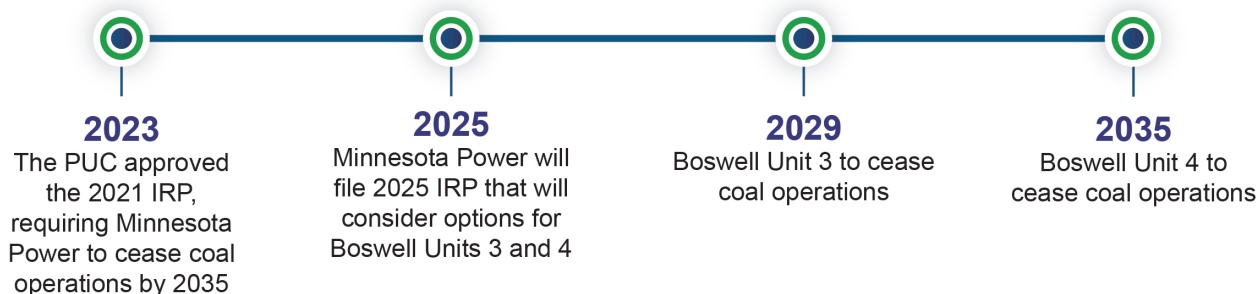 2023
The PUC approved
the 2021 IRP,
requiring Minnesota
Power to cease coal
operations by 2035
2025
Minnesota Power will
file 2025 IRP that will
consider options for
Boswell Units 3 and 4
2029
Boswell Unit 3 to cease
coal operations
2035
Boswell Unit 4 to
cease coal operations